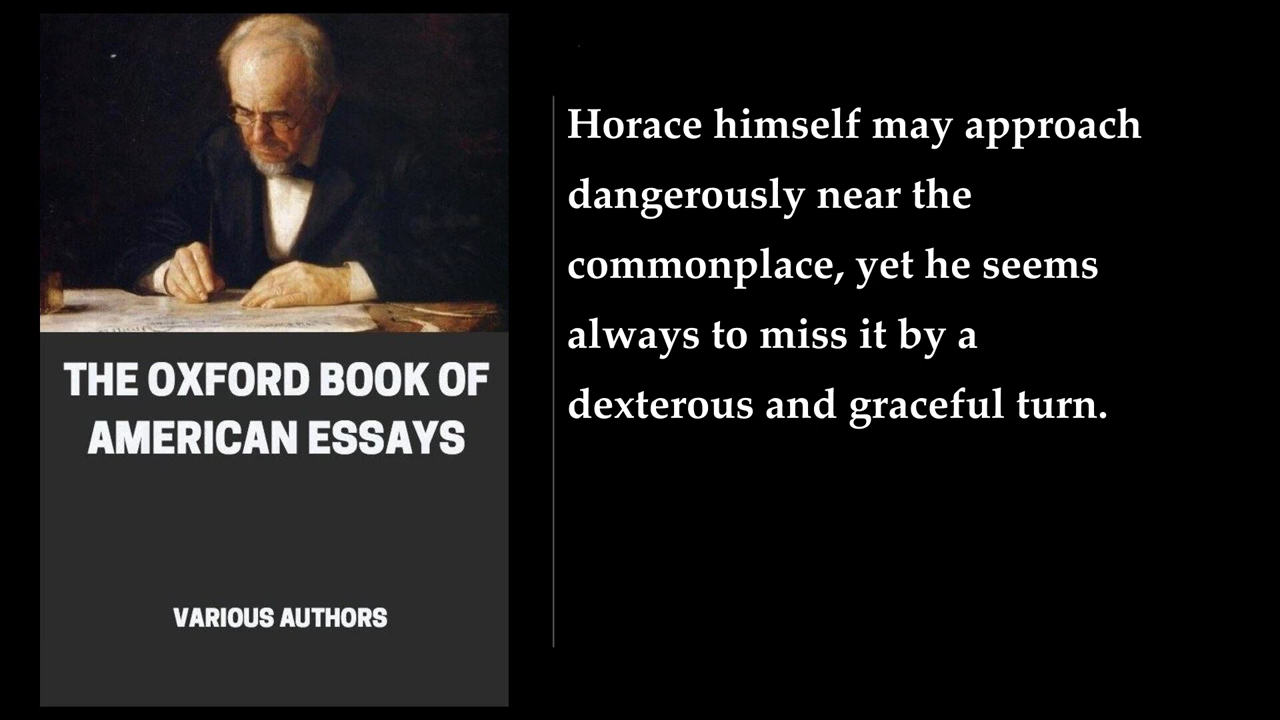 THE OXFORD BOOK OF
AMERICAN ESSAYS
VARIOUS AUTHORS
Horace himself may approach
dangerously near the
commonplace, yet he seems
always to miss it by a
dexterous and graceful turn.